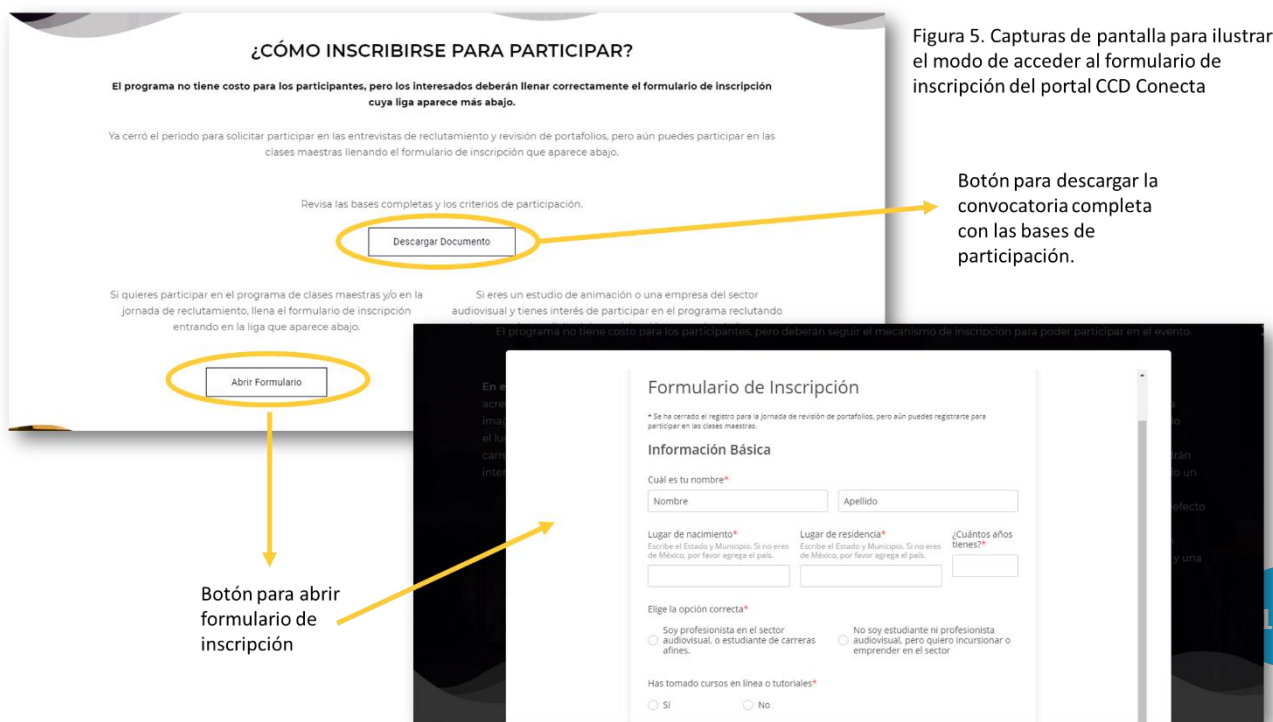 ¿CÓMO INSCRIBIRSE PARA PARTICIPAR?
El programa no tiene costo para los participantes, pero los interesados deberán llenar correctamente el formulario de inscripción
cuya liga aparece más abajo.
Ya cerró el periodo para solicitar participar en las entrevistas de reclutamiento y revisión de portafolios, pero aún puedes participar en las
clases maestras llenando el formulario de inscripción que aparece abajo.
Revisa las bases completas y los criterios de participación.
Descargar Documento
Si quieres participar en el programa de clases maestras y/o en la
jornada de reclutamiento, llena el formulario de inscripción
entrando en la liga que aparece abajo.
Abrir Formulario
Si eres un estudio de animación o una empresa del sector
audiovisual y tienes interés de participar en el programa reclutando
Figura 5. Capturas de pantalla para ilustrar
el modo de acceder al formulario de
inscripción del portal CCD Conecta
Botón para descargar la
convocatoria completa
con las bases de
participación.
Botón para abrir
formulario de
inscripción
El programa no tiene costo para los participantes, pero deberán seguir el mecanismo de inscripción para poder participar en el evento.
Formulario de Inscripción
* Se ha cerrado el registro para la jornada de revisión de portafolios, pero aún puedes registrarte para
participar en las clases maestras.
Información Básica
Cuál es tu nombre*
Nombre Apellido
Lugar de nacimiento*
Escribe el Estado y Municipio. Si no eres
de México, por favor agrega el país.
Lugar de residencia*
Escribe el Estado y Municipio. Si no eres
de México, por favor agrega el país.
¿Cuántos años
tienes?*
Elige la opción correcta*
Soy profesionista en el sector
audiovisual, o estudiante de carreras
afines.
No soy estudiante ni profesionista
audiovisual, pero quiero incursionar o
emprender en el sector
Has tomado cursos en línea o tutoriales*
Sí No